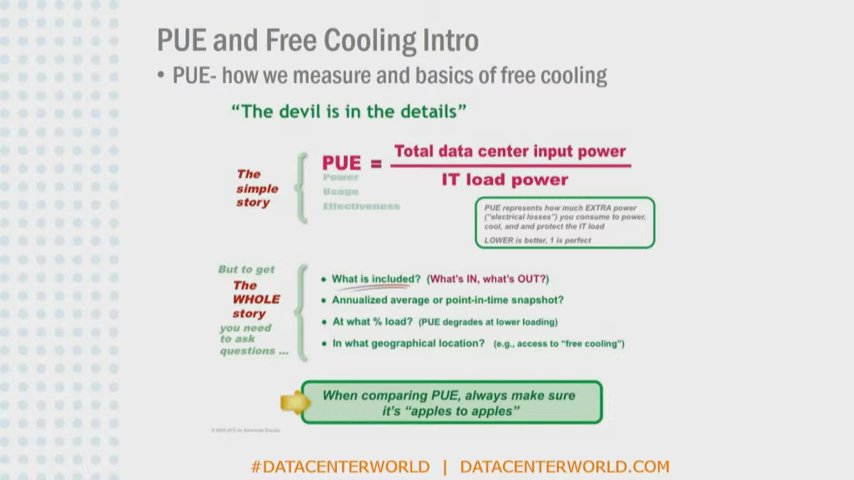 PUE and Free Cooling Intro
• PUE- how we measure and basics of free cooling
“The devil is in the details”
The
simple
story
PUE =
Total data center input power
IT load power
Power
Usage
Effectiveness
PUE represents how much EXTRA power
("electrical losses") you consume to power,
cool, and and protect the IT load
LOWER is better, 1 is perfect
But to get
The
WHOLE
story
you need
to ask
questions ...
• What is included? (What's IN, what's OUT?)
• Annualized average or point-in-time snapshot?
• At what % load? (PUE degrades at lower loading)
• In what geographical location? (e.g., access to “free cooling”)
When comparing PUE, always make sure
it's “apples to apples”
#DATACENTERWORLD | DATACENTERWORLD.COM